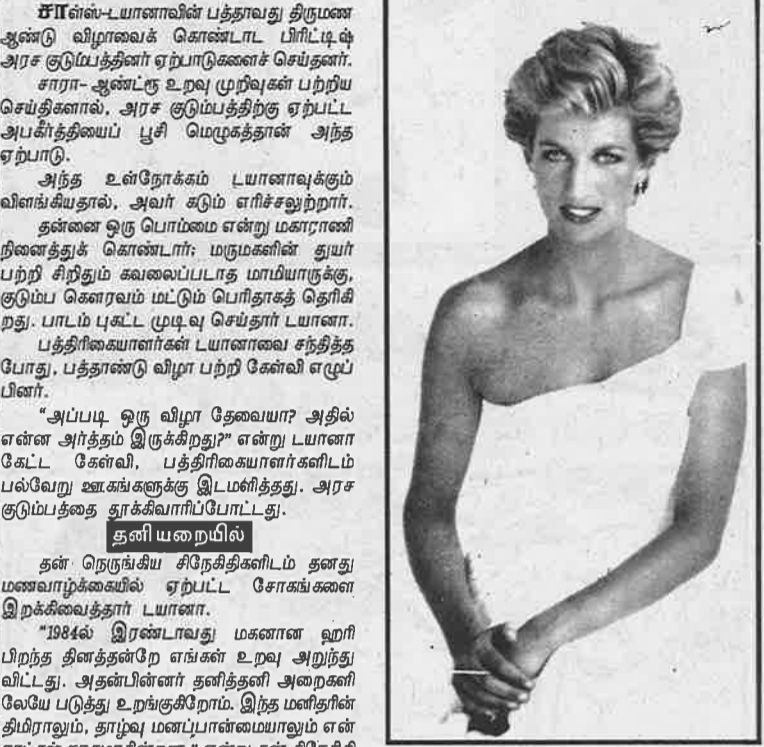 சார்ள்ஸ்-டயானாவின் பத்தாவது திருமண
ஆண்டு விழாவைக் கொண்டாட பிரிட்டிஷ்
அரச குடும்பத்தினர் ஏற்பாடுகளைச் செய்தனர்.
சாரா- ஆண்ட்ரூ உறவு முறிவுகள் பற்றிய
செய்திகளால், அரச குடும்பத்திற்கு ஏற்பட்ட
அபகீர்த்தியைப் பூசி மெழுகத்தான் அந்த
ஏற்பாடு.
அந்த உள்நோக்கம் டயானாவுக்கும்
விளங்கியதால், அவர் கடும் எரிச்சலுற்றார்.
தன்னை ஒரு பொம்மை என்று மகாராணி
நினைத்துக் கொண்டார்; மருமகளின் துயர்
பற்றி சிறிதும் கவலைப்படாத மாமியாருக்கு,
குடும்ப கௌரவம் மட்டும் பெரிதாகத் தெரிகி
றது. பாடம் புகட்ட முடிவு செய்தார் டயானா.
பத்திரிகையாளர்கள் டயானாவை சந்தித்த
போது, பத்தாண்டு விழா பற்றி கேள்வி எழுப்
பினர்.
“அப்படி ஒரு விழா தேவையா? அதில்
என்ன அர்த்தம் இருக்கிறது?” என்று டயானா
கேட்ட கேள்வி, பத்திரிகையாளர்களிடம்
பல்வேறு ஊகங்களுக்கு இடமளித்தது. அரச
குடும்பத்தை தூக்கிவாரிப்போட்டது.
தனியறையில்
தன் நெருங்கிய சிநேகிதிகளிடம் தனது
மணவாழ்க்கையில் ஏற்பட்ட சோகங்களை
இறக்கிவைத்தார் டயானா.
“1984ல் இரண்டாவது மகனான ஹரி
பிறந்த தினத்தன்றே எங்கள் உறவு அறுந்து
விட்டது. அதன்பின்னர் தனித்தனி அறைகளி
லேயே படுத்து உறங்குகிறோம். இந்த மனிதரின்
திமிராலும், தாழ்வு மனப்பான்மையாலும் என்